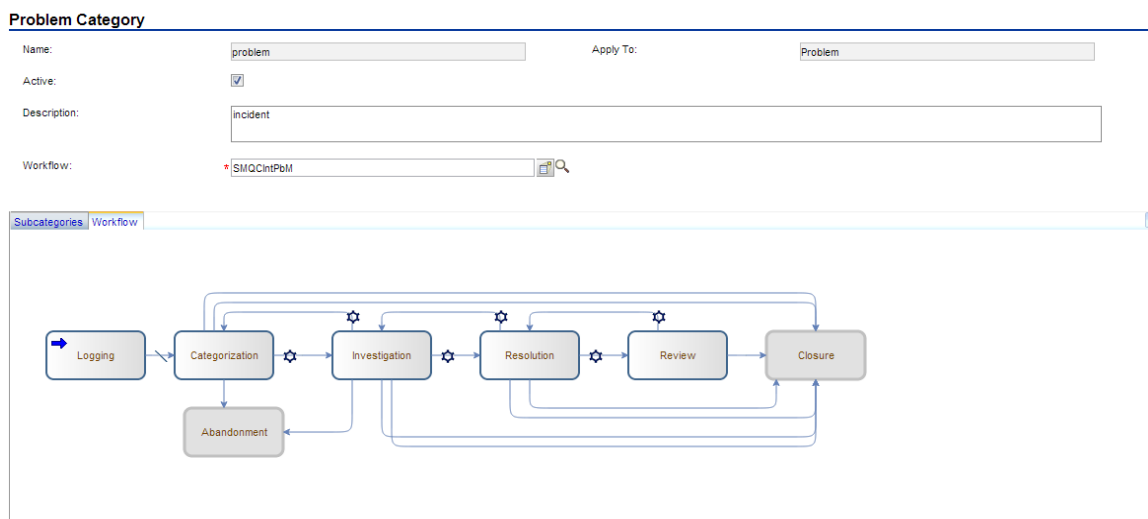 Problem Category
Name: problem Apply To: Problem
Active:
Description: incident
Workflow: * SMQCIntPbM
Subcategories Workflow
Logging Categorization Investigation Resolution Review Closure
Abandonment